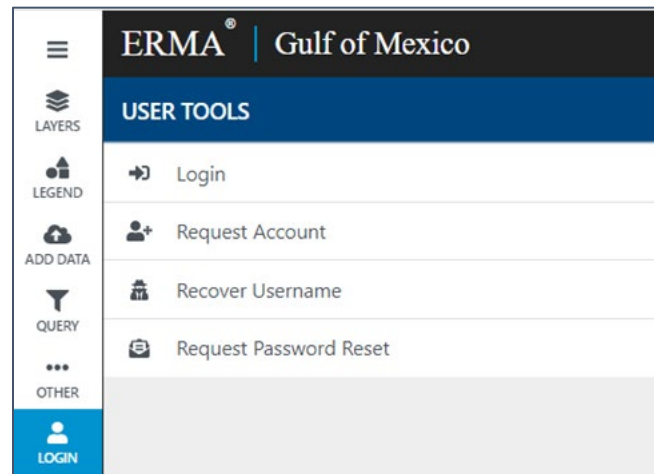 ERMA® | Gulf of Mexico
LAYERS
LEGEND
ADD DATA
QUERY
OTHER
LOGIN
USER TOOLS
Login
Request Account
Recover Username
Request Password Reset